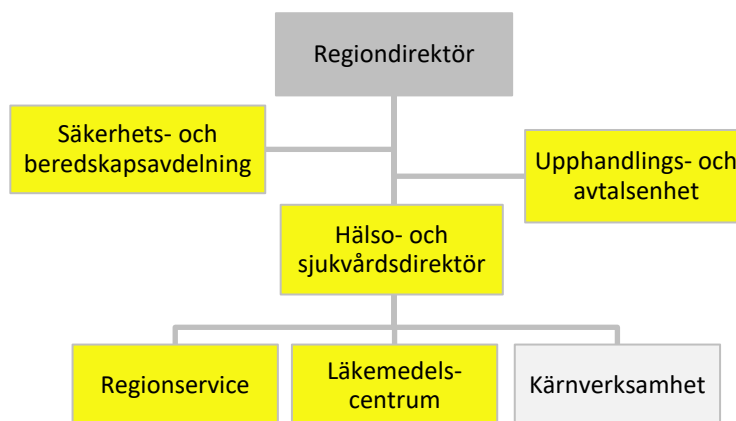 Regiondirektör
Säkerhets- och
beredskapsavdelning
Upphandlings- och
avtalsenhet
Hälso- och
sjukvårdsdirektör
Regionservice
Läkemedels-
centrum
Kärnverksamhet